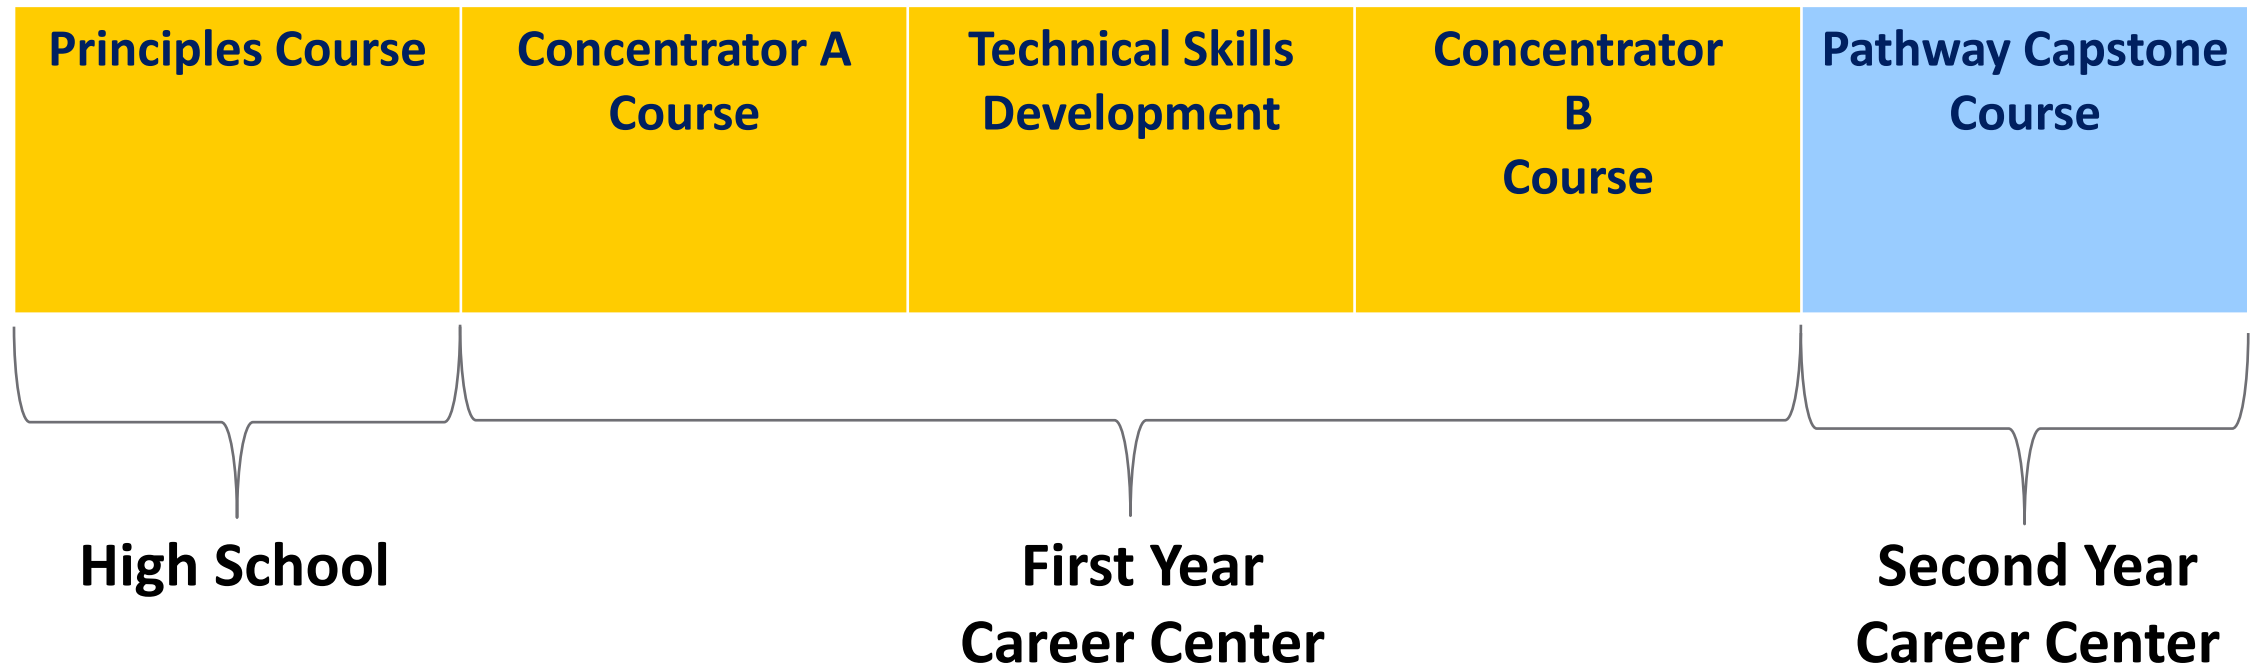 Principles Course
Concentrator A
Course
Technical Skills
Development
Concentrator
B
Course
Pathway Capstone
Course
High School
First Year
Career Center
Second Year
Career Center